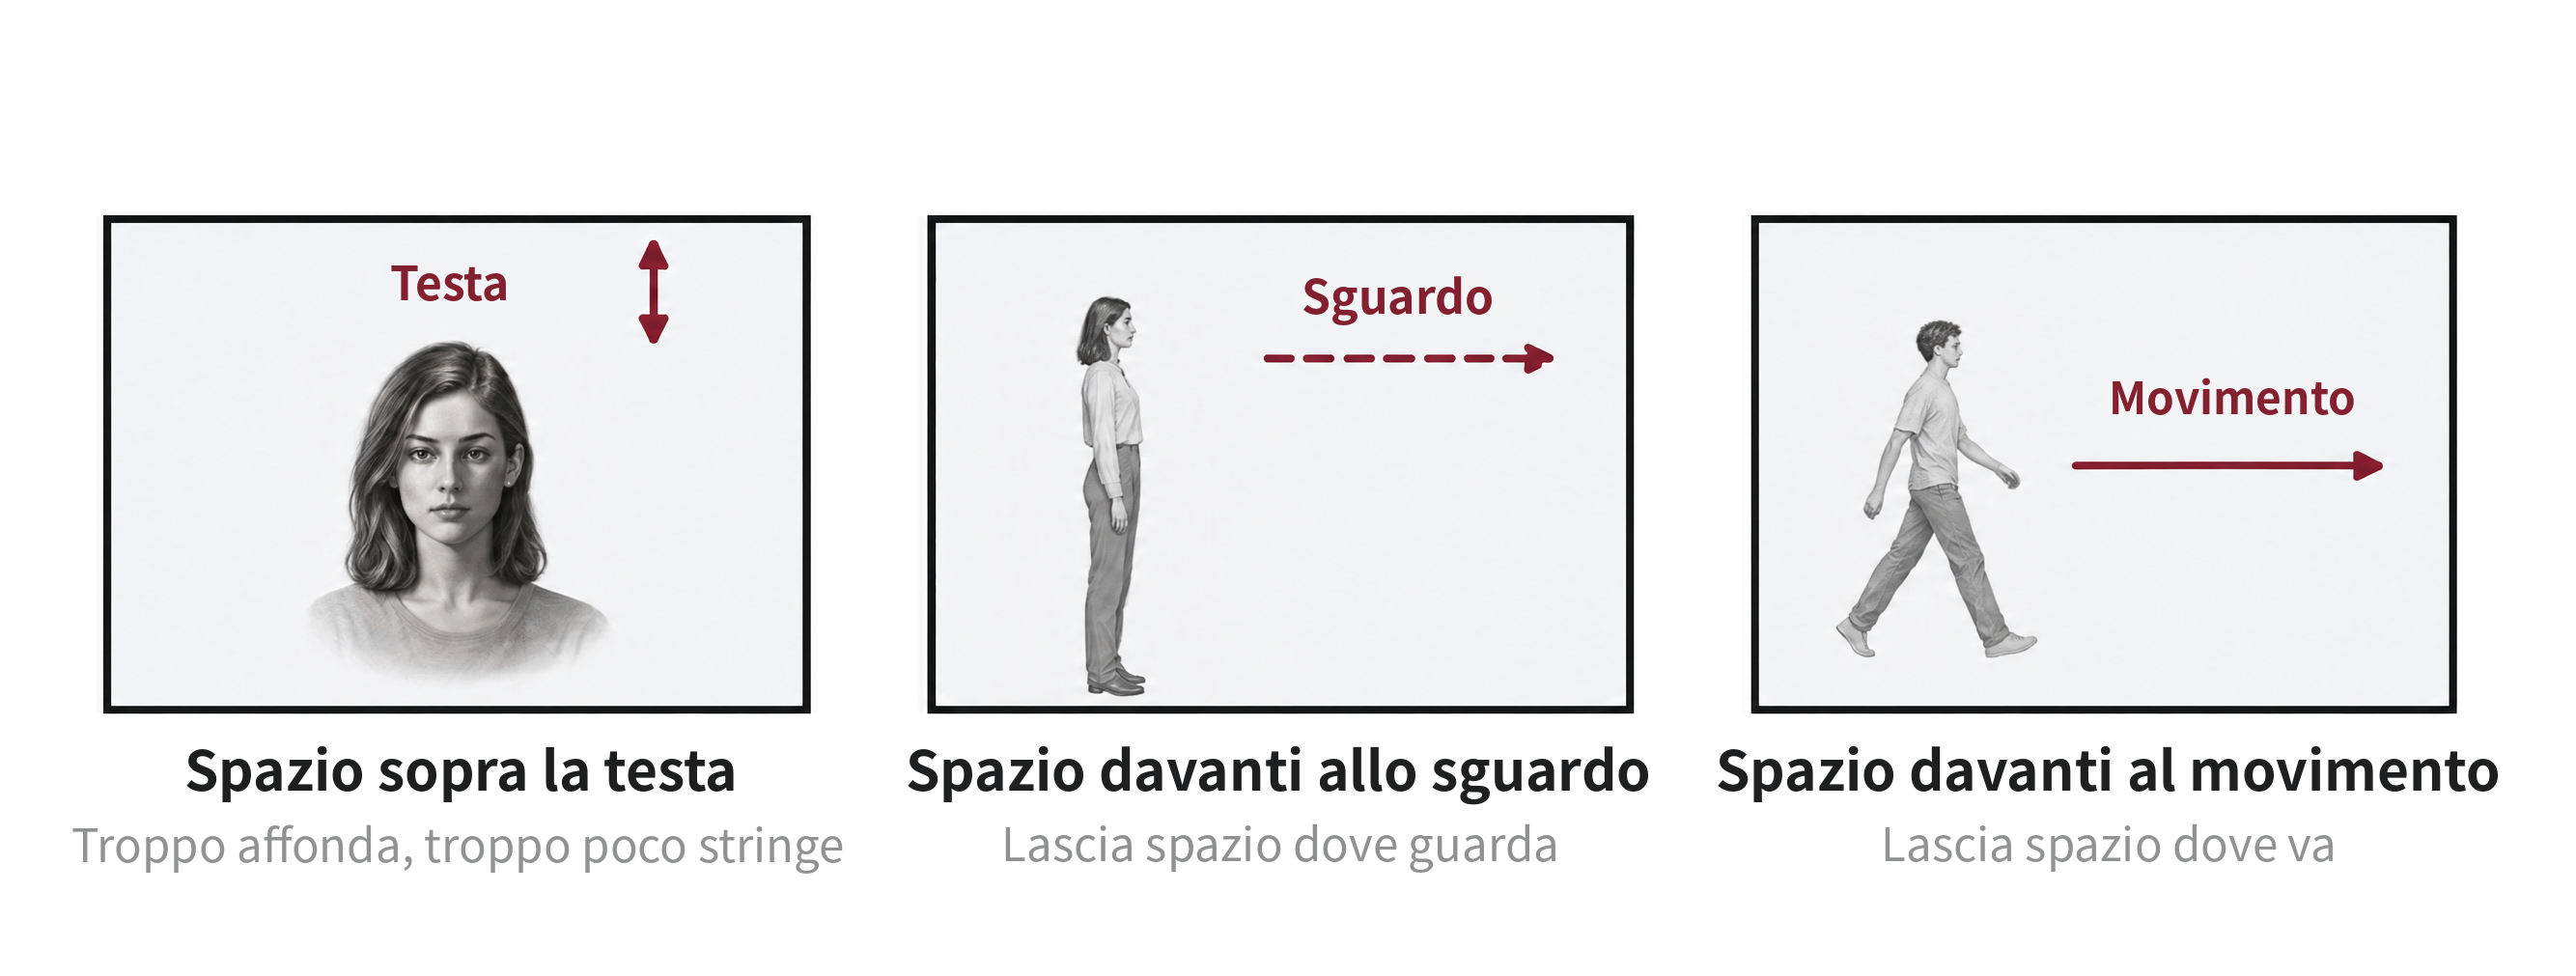 Testa
Sguardo
Movimento
Spazio sopra la testa
Troppo affonda, troppo poco stringe
Spazio davanti allo sguardo
Lascia spazio dove guarda
Spazio davanti al movimento
Lascia spazio dove va